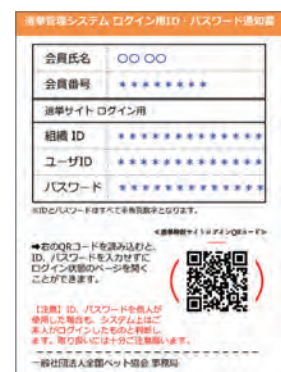 選挙管理システム ログイン用ID・パスワード通知書
会員氏名 ○○ ○○
会員番号 ********
選挙サイト ログイン用
組織 ID *************
ユーザID *************
パスワード *************
※IDとパスワードはすべて半角英数字となります。
➡右のQRコードを読み込むと、
ID、パスワードを入力せずに
ログイン状態のページを開く
ことができます。
【注意】ID、パスワードを他人が
使用した場合も、システム上はご
本人がログインしたものと判断し
ます。取り扱いには十分ご注意願います。
一般社団法人全国ペット協会 事務局